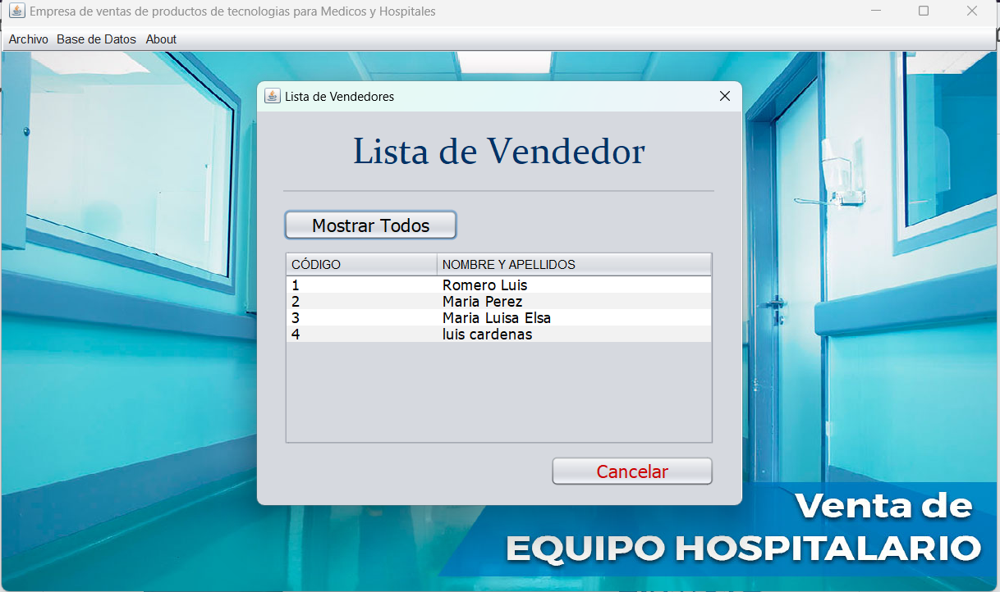 Empresa de ventas de productos de tecnologias para Medicos y Hospitales
Archivo Base de Datos About
Lista de Vendedores
Lista de Vendedor
Mostrar Todos
CÓDIGO NOMBRE Y APELLIDOS
1 Romero Luis
2 Maria Perez
3 Maria Luisa Elsa
4 luis cardenas
Cancelar
Venta de
EQUIPO HOSPITALARIO